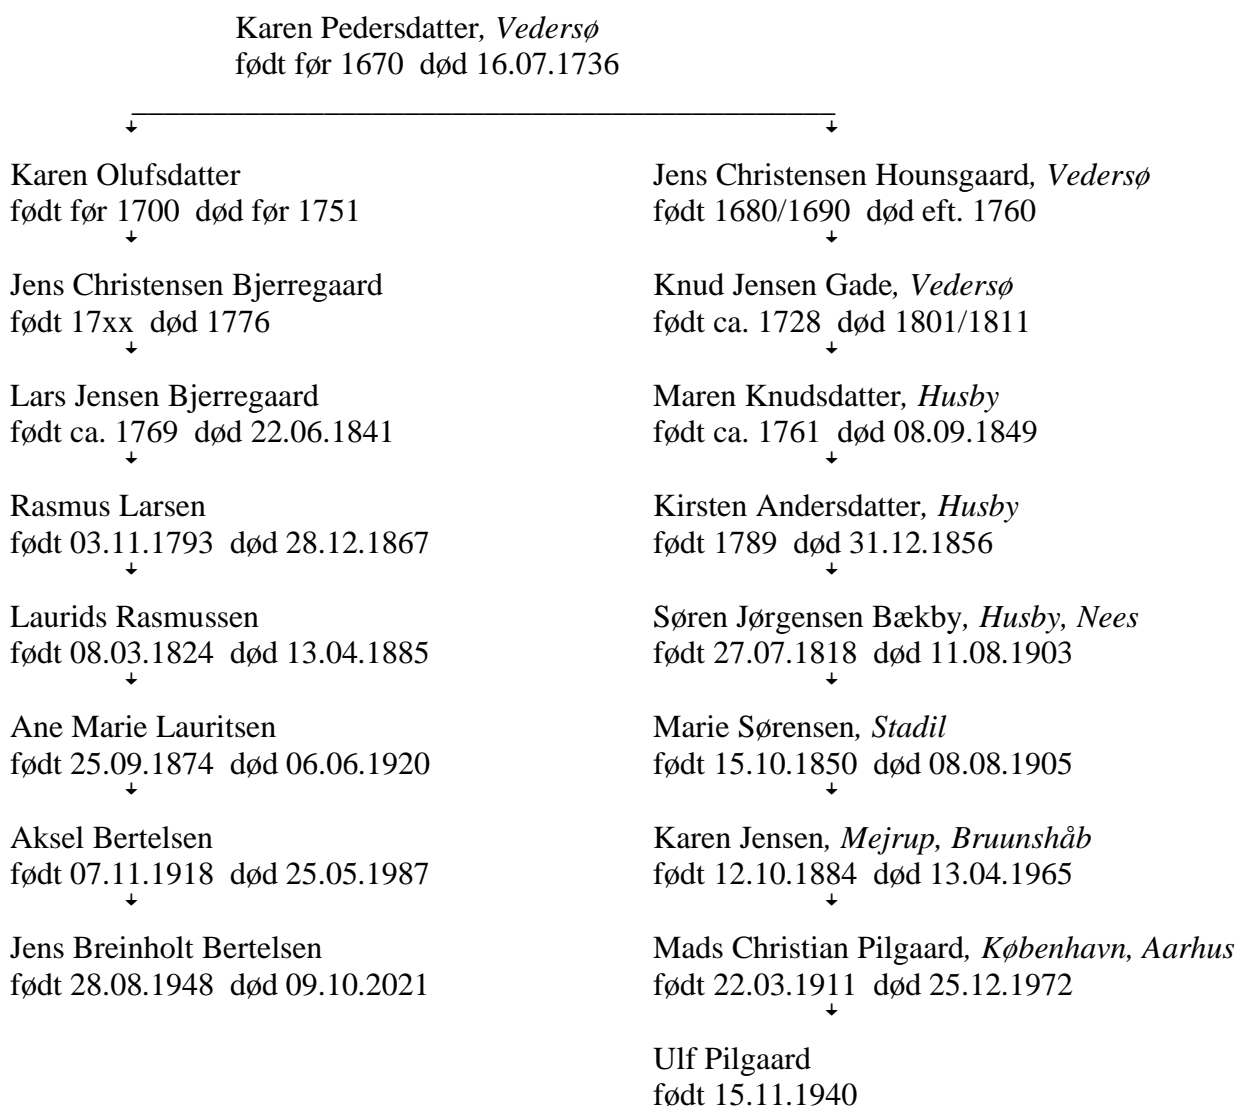 Karen Pedersdatter, Vedersø
født før 1670  død 16.07.1736
Karen Olufsdatter
født før 1700  død før 1751
Jens Christensen Bjerregaard
født 17xx  død 1776
Lars Jensen Bjerregaard
født ca. 1769  død 22.06.1841
Rasmus Larsen
født 03.11.1793  død 28.12.1867
Laurids Rasmussen
født 08.03.1824  død 13.04.1885
Ane Marie Lauritsen
født 25.09.1874  død 06.06.1920
Aksel Bertelsen
født 07.11.1918  død 25.05.1987
Jens Breinholt Bertelsen
født 28.08.1948  død 09.10.2021
Jens Christensen Hounsgaard, Vedersø
født 1680/1690  død eft. 1760
Knud Jensen Gade, Vedersø
født ca. 1728  død 1801/1811
Maren Knudsdatter, Husby
født ca. 1761  død 08.09.1849
Kirsten Andersdatter, Husby
født 1789  død 31.12.1856
Søren Jørgensen Bækby, Husby, Nees
født 27.07.1818  død 11.08.1903
Marie Sørensen, Stadil
født 15.10.1850  død 08.08.1905
Karen Jensen, Mejrup, Bruunshåb
født 12.10.1884  død 13.04.1965
Mads Christian Pilgaard, København, Aarhus
født 22.03.1911  død 25.12.1972
Ulf Pilgaard
født 15.11.1940